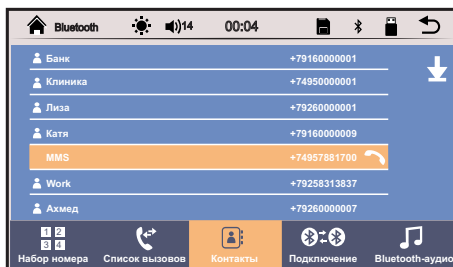 Bluetooth 14 00:04
Банк +79160000001
Клиника +74950000001
Лиза +79260000001
Катя +79160000009
MMS +74957881700
Work +79258313837
Ахмед +79260000007
1 2
3 4
Набор номера Список вызовов Контакты Подключение Bluetooth-аудио